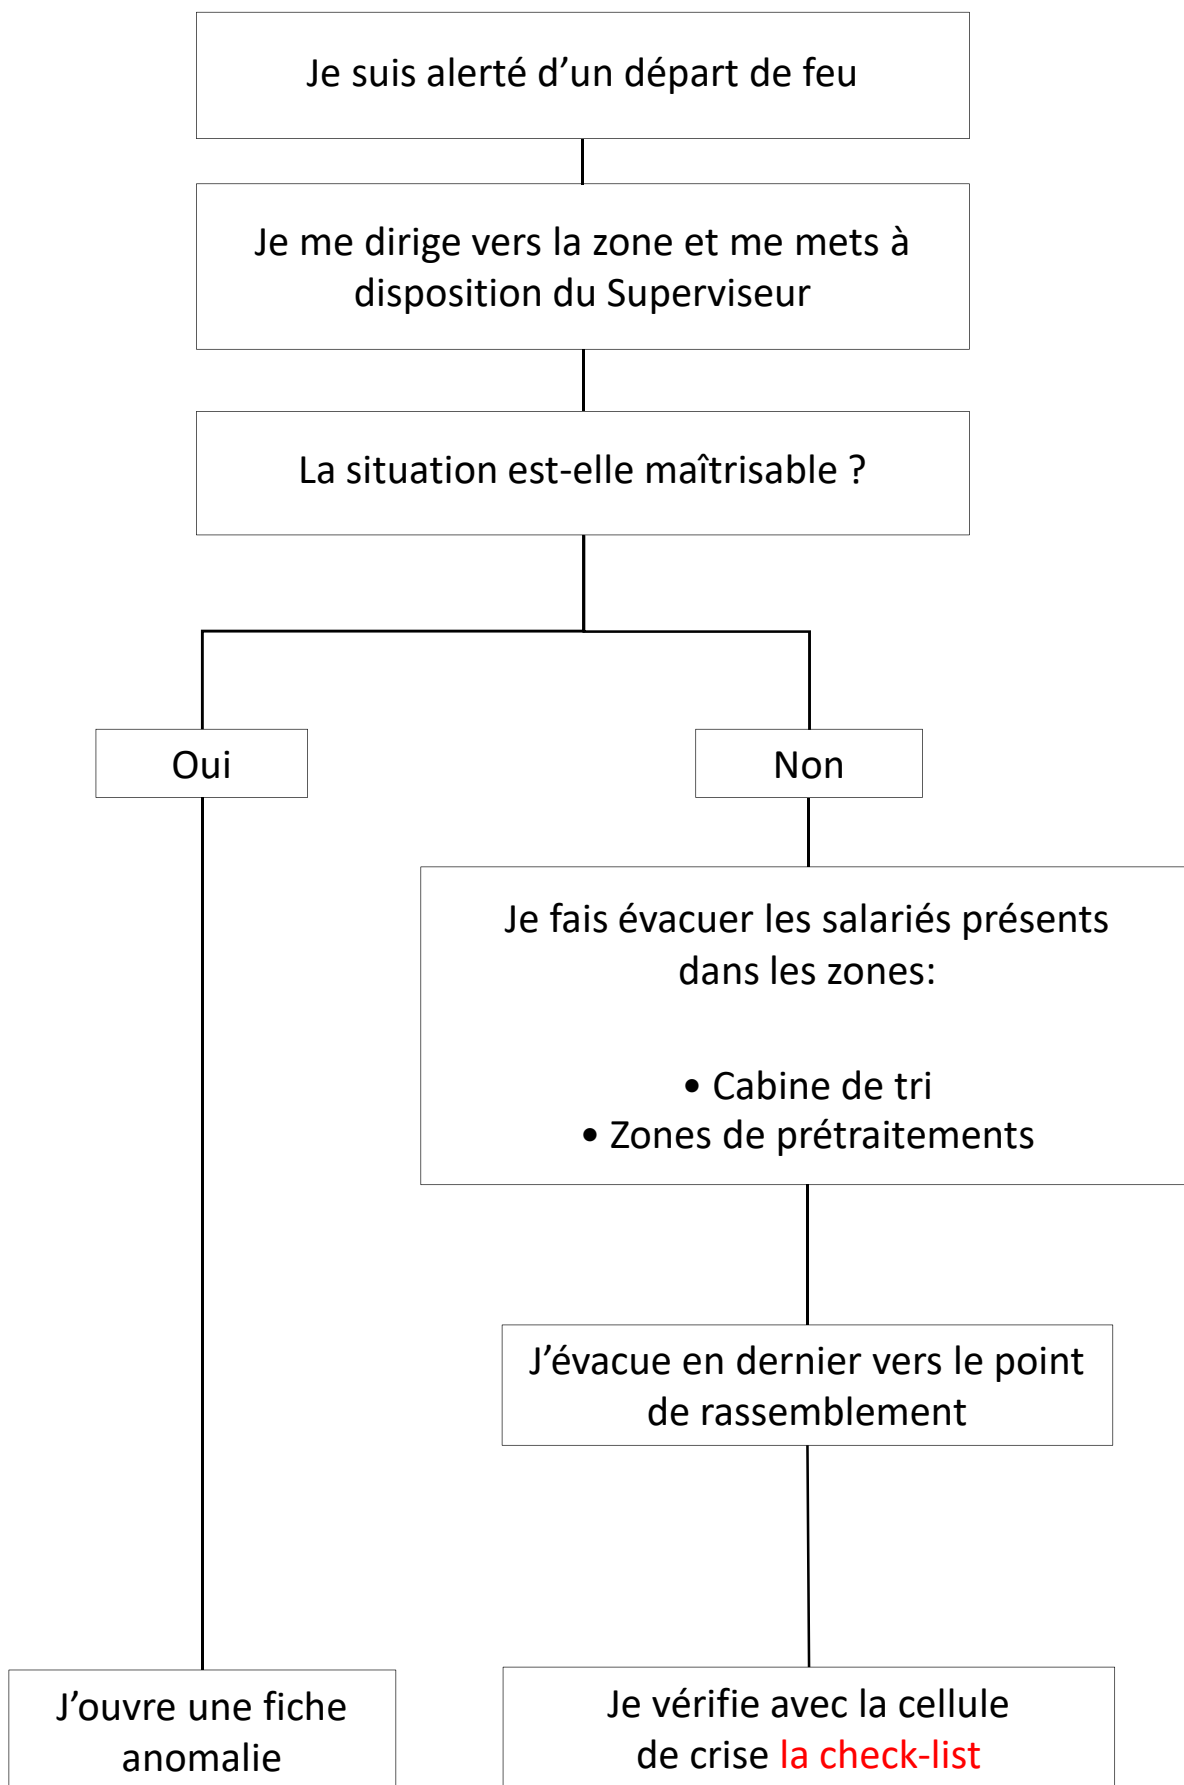 Je suis alerté d’un départ de feu
Je me dirige vers la zone et me mets à
disposition du Superviseur
La situation est-elle maîtrisable ?
Oui
Non
Je fais évacuer les salariés présents
dans les zones:
• Cabine de tri
• Zones de prétraitements
J’évacue en dernier vers le point
de rassemblement
J’ouvre une fiche
anomalie
Je vérifie avec la cellule
de crise la check-list